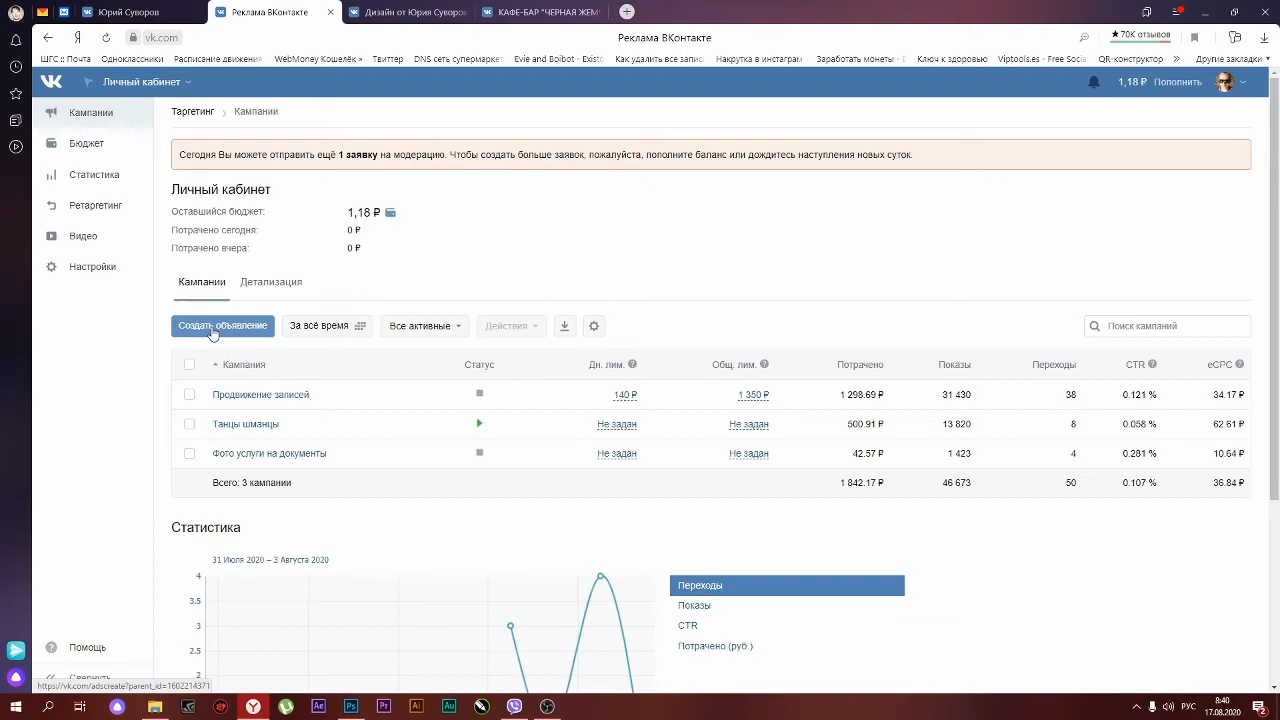 Юрий Суворов
Реклама ВКонтакте
Дизайн от Юрия Суворов
КАФЕ-БАР "ЧЕРНАЯ ЖЕМ
vk.com
Реклама ВКонтакте
★ 70К отзывов
ШГС :: Почта
Одноклассники
Расписание движения
WebMoney Кошелёк »
Твиттер
DNS сеть супермаркет
Evie and Boibot - Existo
Как удалить все запис
Накрутка в инстаграм
Заработать монеты - Б
Ключ к здоровью
Viptools.es - Free Socia
QR-конструктор
»
Другие закладки
Личный кабинет
1,18 ₽
Пополнить
Кампании
Бюджет
Статистика
Ретаргетинг
Видео
Настройки
Помощь
Свернуть
Таргетинг › Кампании
Сегодня Вы можете отправить ещё 1 заявку на модерацию. Чтобы создать больше заявок, пожалуйста, пополните баланс или дождитесь наступления новых суток.
Личный кабинет
Оставшийся бюджет: 1,18 ₽
Потрачено сегодня: 0 ₽
Потрачено вчера: 0 ₽
Кампании Детализация
Создать объявление За всё время Все активные Действия Поиск кампаний
Кампания Статус Дн. лим. Общ. лим. Потрачено Показы Переходы CTR eCPC
Продвижение записей 140 ₽ 1 350 ₽ 1 298.69 ₽ 31 430 38 0.121 % 34.17 ₽
Танцы шманцы Не задан Не задан 500.91 ₽ 13 820 8 0.058 % 62.61 ₽
Фото услуги на документы Не задан Не задан 42.57 ₽ 1 423 4 0.281 % 10.64 ₽
Всего: 3 кампании 1 842.17 ₽ 46 673 50 0.107 % 36.84 ₽
Статистика
31 Июля 2020 – 3 Августа 2020
4
3.5
3
2.5
2
Переходы
Показы
CTR
Потрачено (руб.)
https://vk.com/adscreate?parent_id=1602214371
РУС
8:40
17.08.2020